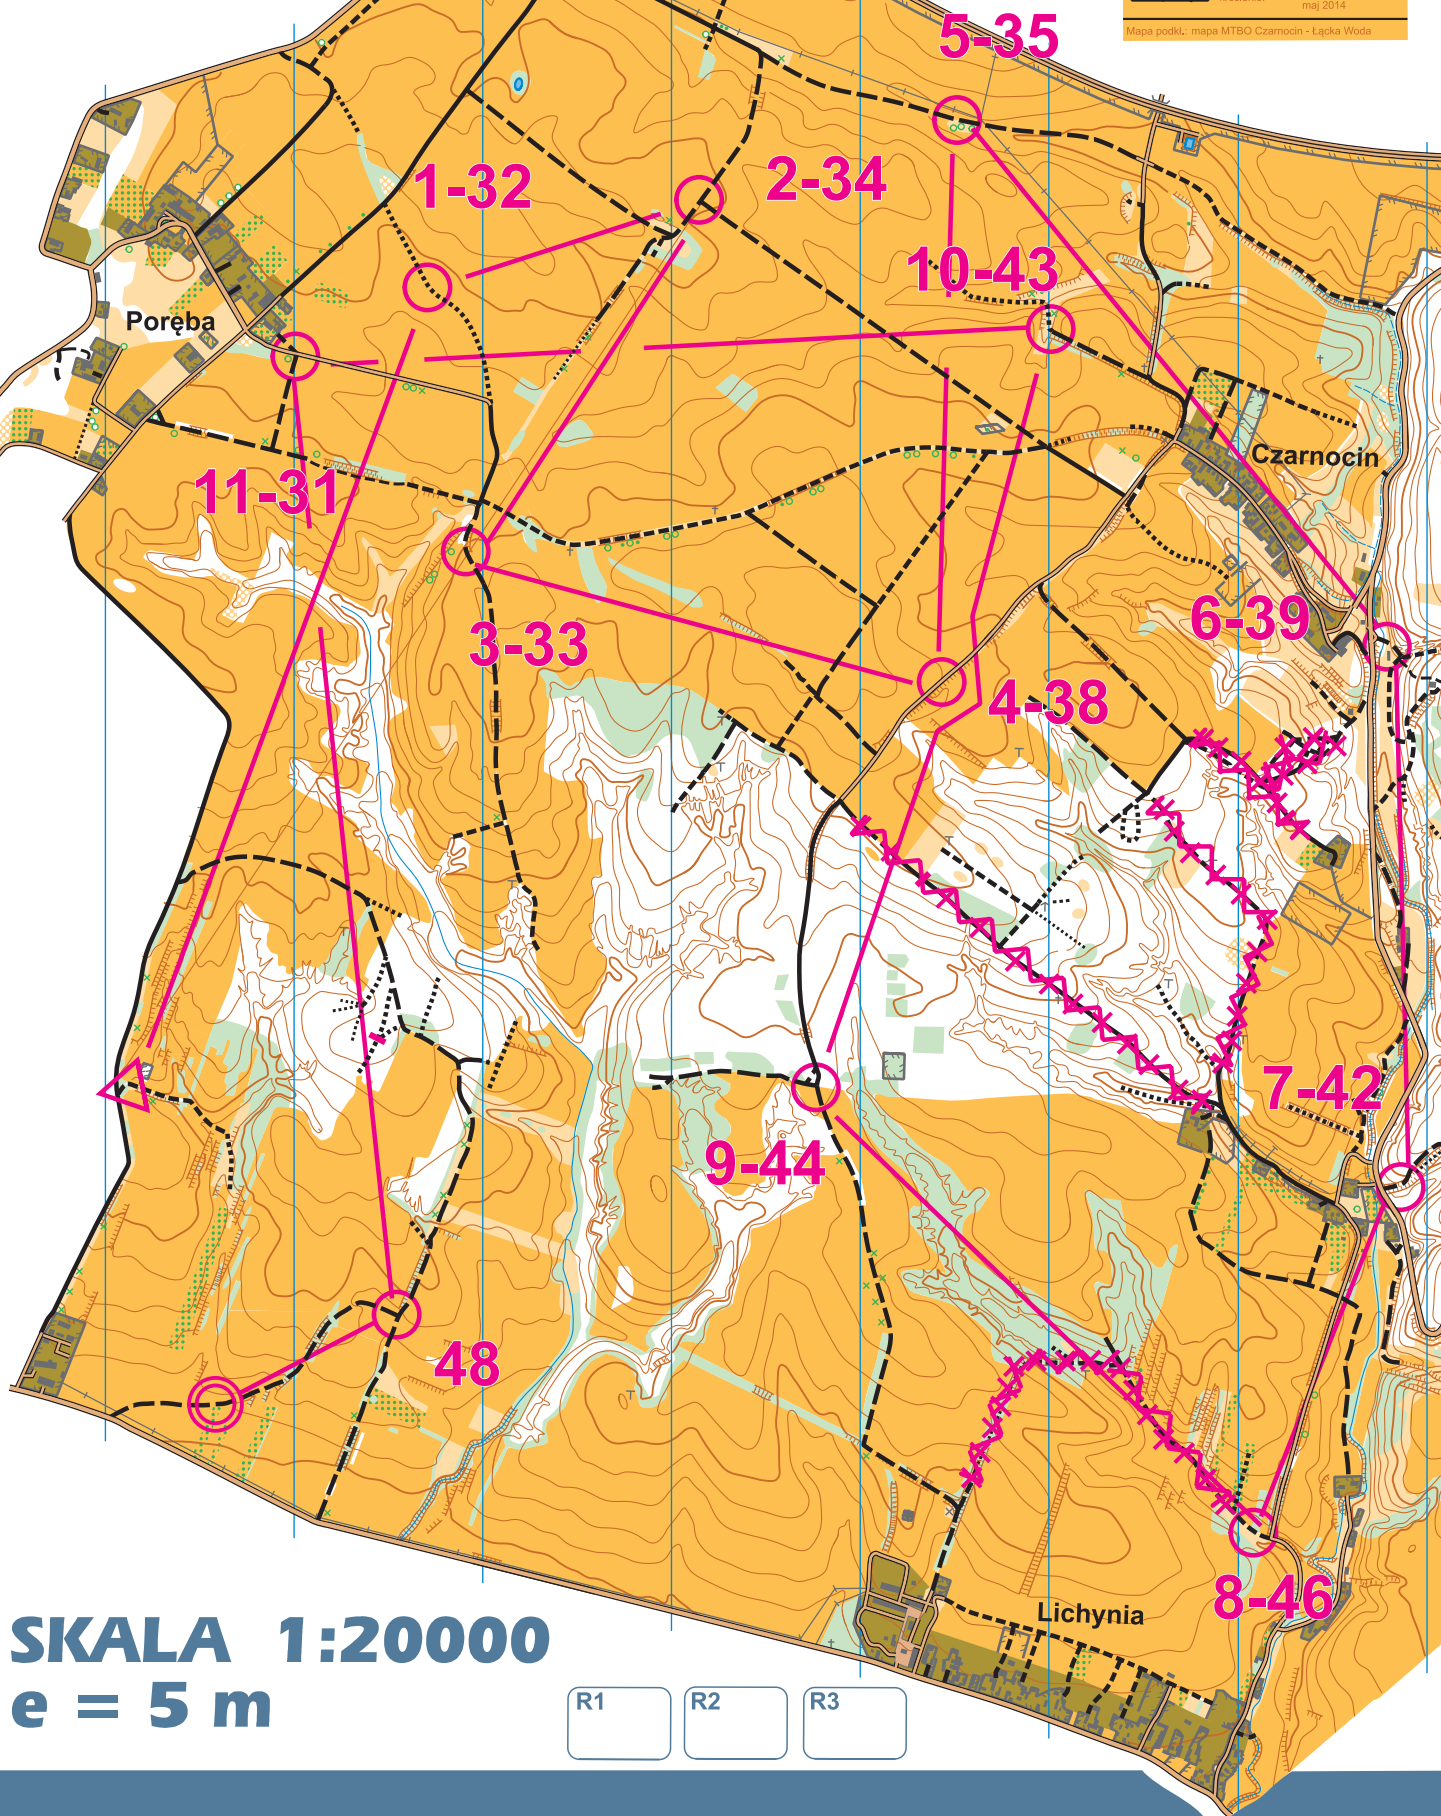 maj 2014
Mapa podkł.: mapa MTBO Czarnocin - Łącka Woda
5-35
1-32
2-34
10-43
Poręba
Czarnocin
11-31
6-39
3-33
4-38
7-42
9-44
48
8-46
Lichynia
SKALA 1:20000
e = 5 m
R1
R2
R3